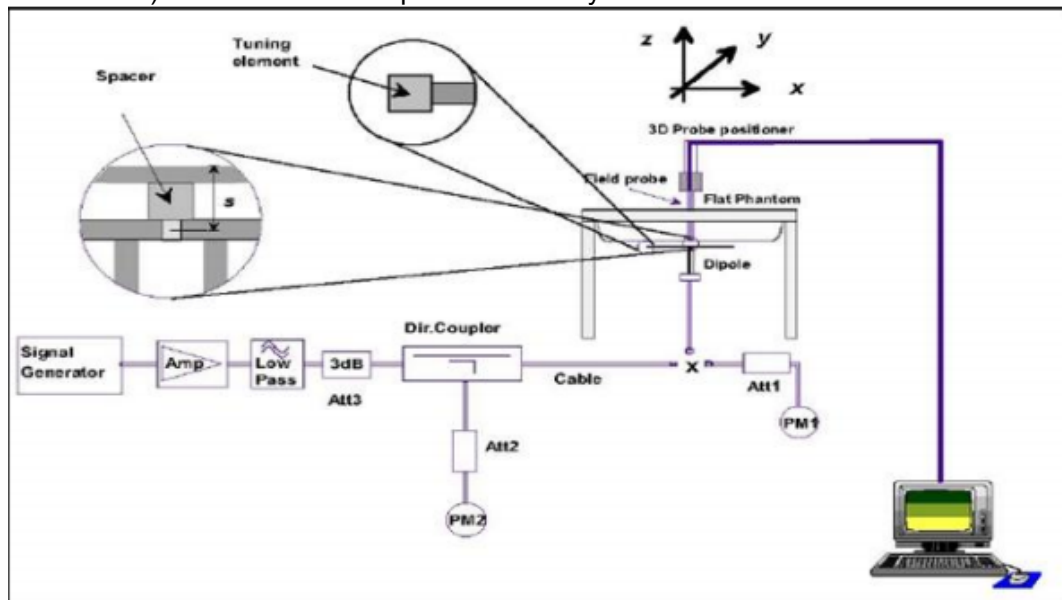 Tuning
element
Spacer
z
y
x
3D Probe positioner
Field probe
Flat Phantom
s
Dipole
Dir.Coupler
Signal
Generator
Amp
Low
Pass
3dB
Att3
Cable
x
Att1
PM1
Att2
PM2